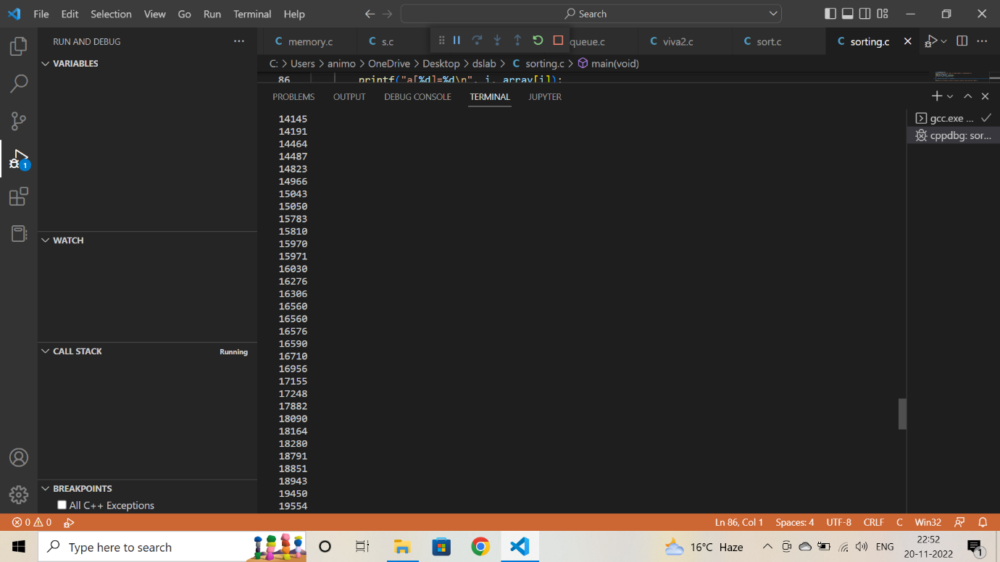 File Edit Selection View Go Run Terminal Help Search
RUN AND DEBUG
memory.c s.c queue.c viva2.c sort.c sorting.c
VARIABLES
C: > Users > animo > OneDrive > Desktop > dslab > C sorting.c > main(void)
86 printf("a[%d]=%d\n", i, array[i]);
PROBLEMS OUTPUT DEBUG CONSOLE TERMINAL JUPYTER
gcc.exe ...
cppdbg: sor...
14145
14191
14464
14487
14823
14966
15043
15050
15783
15810
15970
15971
16030
16276
16306
16560
16560
16576
16590
16710
16956
17155
17248
17882
18090
18164
18280
18791
18851
18943
19450
19554
WATCH
CALL STACK Running
BREAKPOINTS
All C++ Exceptions
1
0 0 Ln 86, Col 1 Spaces: 4 UTF-8 CRLF C Win32
Type here to search 16°C Haze ENG 22:52
20-11-2022 1